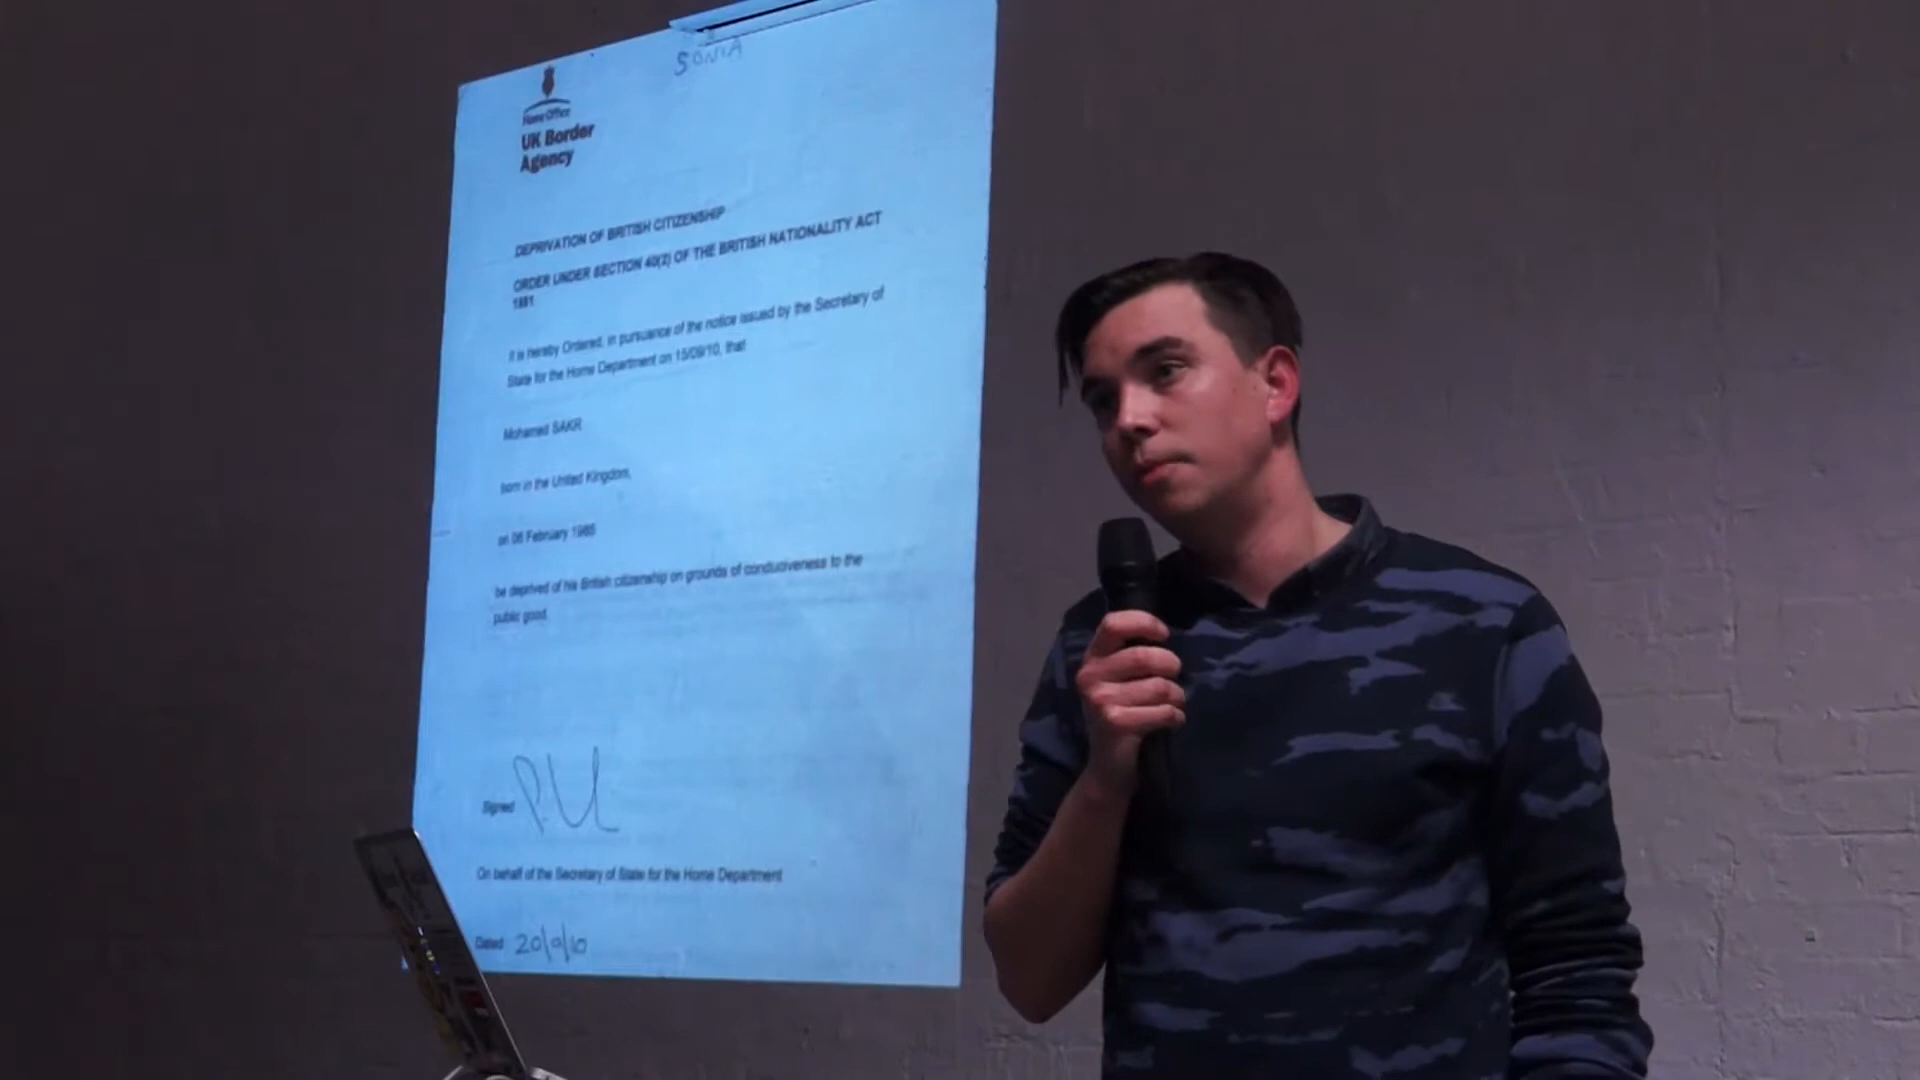 SONIA
Home Office
UK Border
Agency
DEPRIVATION OF BRITISH CITIZENSHIP
ORDER UNDER SECTION 40(2) OF THE BRITISH NATIONALITY ACT
1981
It is hereby Ordered, in pursuance of the notice issued by the Secretary of
State for the Home Department on 15/09/10, that
Mohamed SAKR
born in the United Kingdom,
on 06 February 1985
be deprived of his British citizenship on grounds of conduciveness to the
public good.
Signed
On behalf of the Secretary of State for the Home Department
Dated 20/9/10